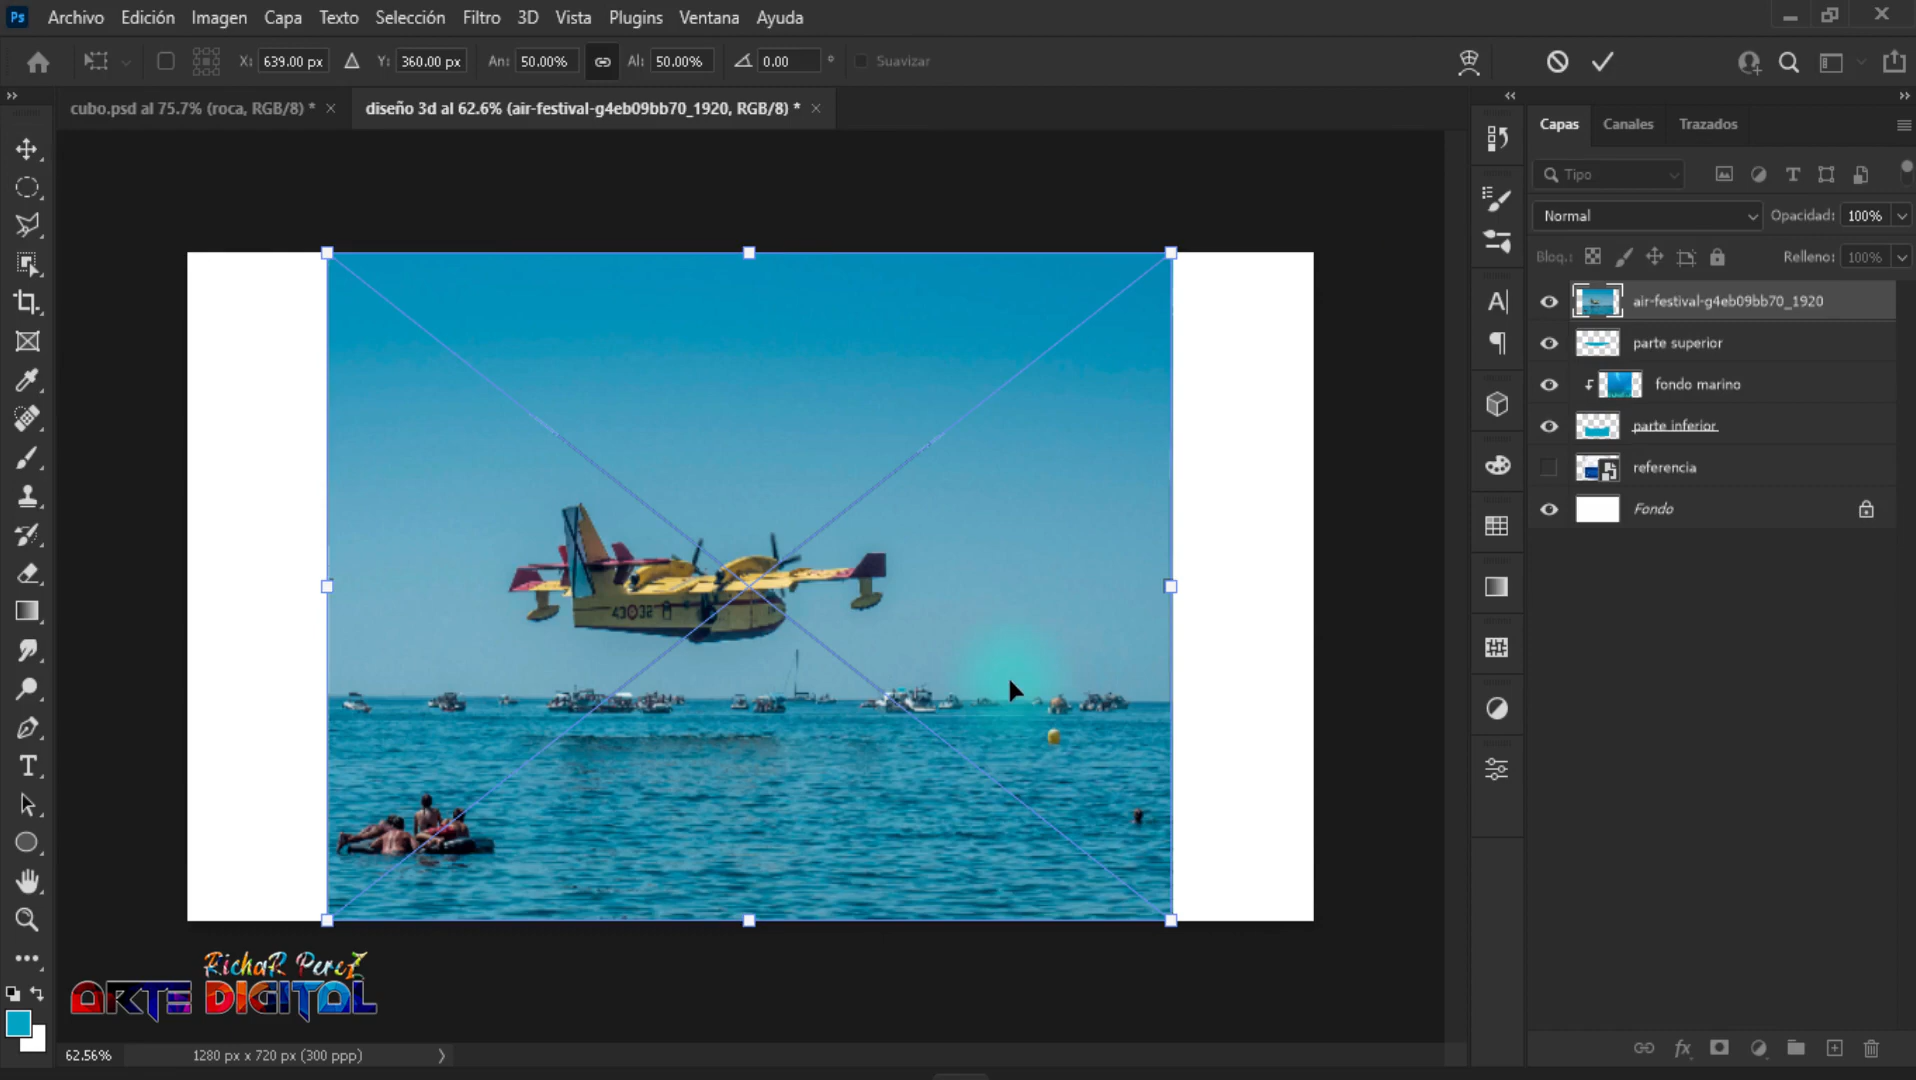 Ps Archivo Edición Imagen Capa Texto Selección Filtro 3D Vista Plugins Ventana Ayuda
X: 639.00 px Y: 360.00 px An: 50.00% Al: 50.00% 0.00 ° Suavizar
cubo.psd al 75.7% (roca, RGB/8) * diseño 3d al 62.6% (air-festival-g4eb09bb70_1920, RGB/8) *
Capas Canales Trazados
Tipo
Normal Opacidad: 100%
Bloq.: Relleno: 100%
air-festival-g4eb09bb70_1920
parte superior
fondo marino
parte inferior
referencia
Fondo
43 32
RichaR PereZ
ARTE DIGITAL
62.56% 1280 px x 720 px (300 ppp)